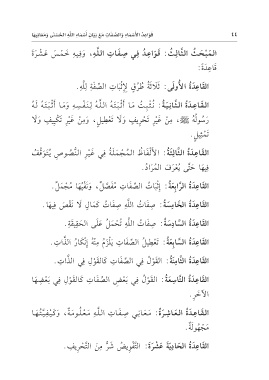 ١٤ قواعد الأسماء والصفات مع بيان أسماء الله الحسنى ومعانيها
المَبْحَثُ الثَّالِثُ: قَوَاعِدُ فِي صِفَاتِ اللَّهِ، وَفِيهِ خَمْسَ عَشْرَةَ
قَاعِدَةً:
القَاعِدَةُ الأُولَى: ثَلَاثَةُ طُرُقٍ لِإِثْبَاتِ الصِّفَةِ لِلَّهِ.
القَاعِدَةُ الثَّانِيَةُ: نُثْبِتُ مَا أَثْبَتَهُ اللَّهُ لِنَفْسِهِ وَمَا أَثْبَتَهُ لَهُ
رَسُولُهُ ﷺ، مِنْ غَيْرِ تَحْرِيفٍ وَلَا تَعْطِيلٍ، وَمِنْ غَيْرِ تَكْيِيفٍ وَلَا
تَمْثِيلٍ.
القَاعِدَةُ الثَّالِثَةُ: الأَلْفَاظُ المُجْمَلَةُ فِي غَيْرِ النُّصُوصِ يُتَوَقَّفُ
فِيهَا حَتَّى يُعْرَفَ المُرَادُ.
القَاعِدَةُ الرَّابِعَةُ: إِثْبَاتُ الصِّفَاتِ مُفَصَّلٌ، وَنَفْيُهَا مُجْمَلٌ.
القَاعِدَةُ الخَامِسَةُ: صِفَاتُ اللَّهِ صِفَاتُ كَمَالٍ لَا نَقْصَ فِيهَا.
القَاعِدَةُ السَّادِسَةُ: صِفَاتُ اللَّهِ تُحْمَلُ عَلَى الحَقِيقَةِ.
القَاعِدَةُ السَّابِعَةُ: تَعْطِيلُ الصِّفَاتِ يَلْزَمُ مِنْهُ إِنْكَارُ الذَّاتِ.
القَاعِدَةُ الثَّامِنَةُ: القَوْلُ فِي الصِّفَاتِ كَالقَوْلِ فِي الذَّاتِ.
القَاعِدَةُ التَّاسِعَةُ: القَوْلُ فِي بَعْضِ الصِّفَاتِ كَالقَوْلِ فِي بَعْضِهَا
الآخَرِ.
القَاعِدَةُ العَاشِرَةُ: مَعَانِي صِفَاتِ اللَّهِ مَعْلُومَةٌ، وَكَيْفِيَّتُهَا
مَجْهُولَةٌ.
القَاعِدَةُ الحَادِيَةَ عَشْرَةَ: التَّفْوِيضُ شَرٌّ مِنَ التَّحْرِيفِ.